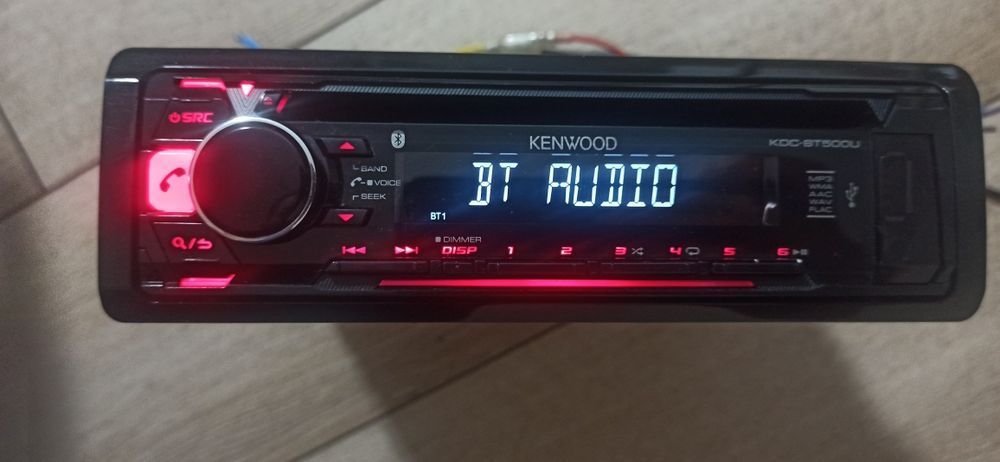 SRC
BAND
VOICE
SEEK
KENWOOD
KDC-BT500U
BT AUDIO
BT1
MP3
WMA
AAC
WAV
FLAC
DIMMER
DISP 1 2 3 4 5 6